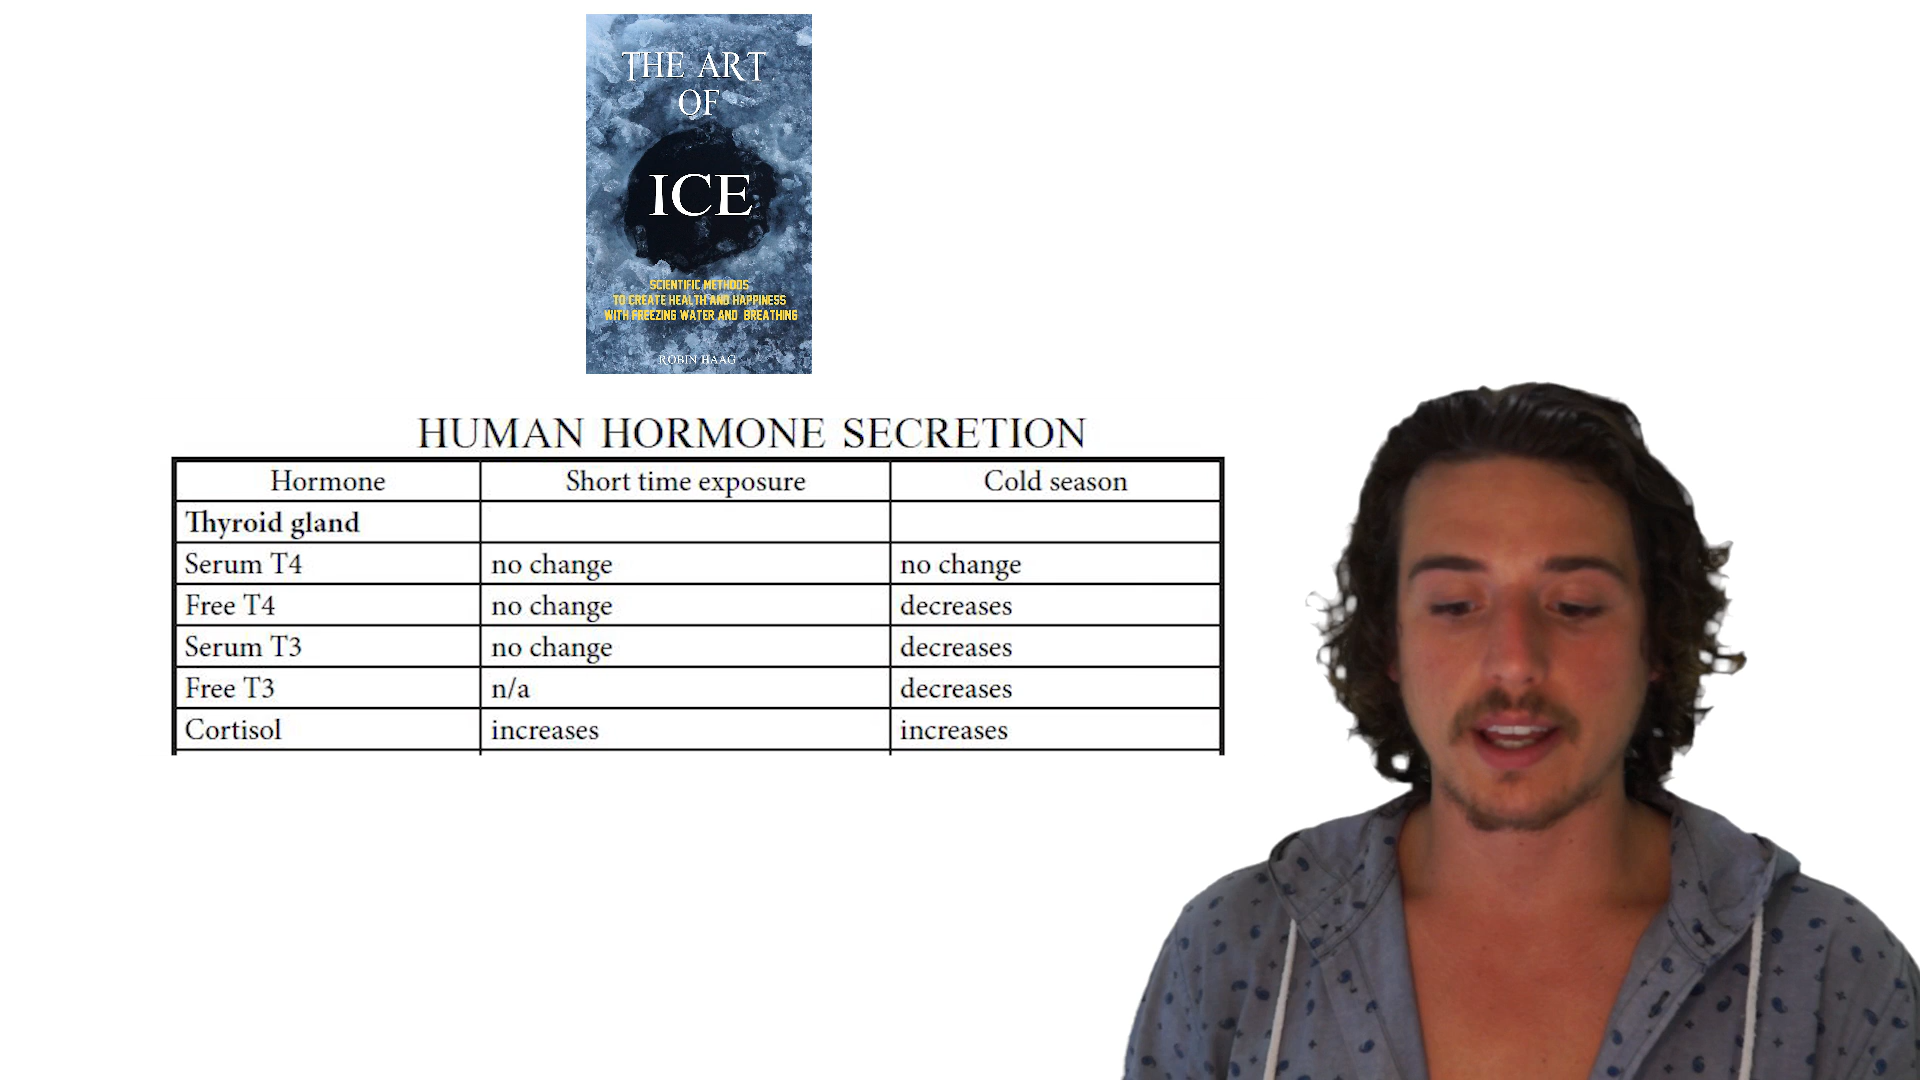 THE ART
OF
ICE
SCIENTIFIC METHODS
TO CREATE HEALTH AND HAPPINESS
WITH FREEZING WATER AND BREATHING
ROBIN HAAG
HUMAN HORMONE SECRETION
Hormone Short time exposure Cold season
Thyroid gland
Serum T4 no change no change
Free T4 no change decreases
Serum T3 no change decreases
Free T3 n/a decreases
Cortisol increases increases